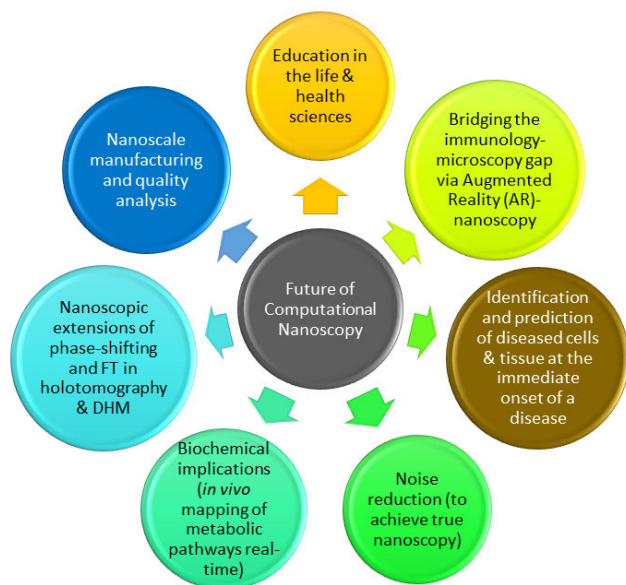 Education in
the life &
health
sciences
Bridging the
immunology-
microscopy gap
via Augmented
Reality (AR)-
nanoscopy
Identification
and prediction
of diseased cells
& tissue at the
immediate
onset of a
disease
Noise
reduction (to
achieve true
nanoscopy)
Biochemical
implications
(in vivo
mapping of
metabolic
pathways real-
time)
Nanoscopic
extensions of
phase-shifting
and FT in
holotomography
& DHM
Nanoscale
manufacturing
and quality
analysis
Future of
Computational
Nanoscopy